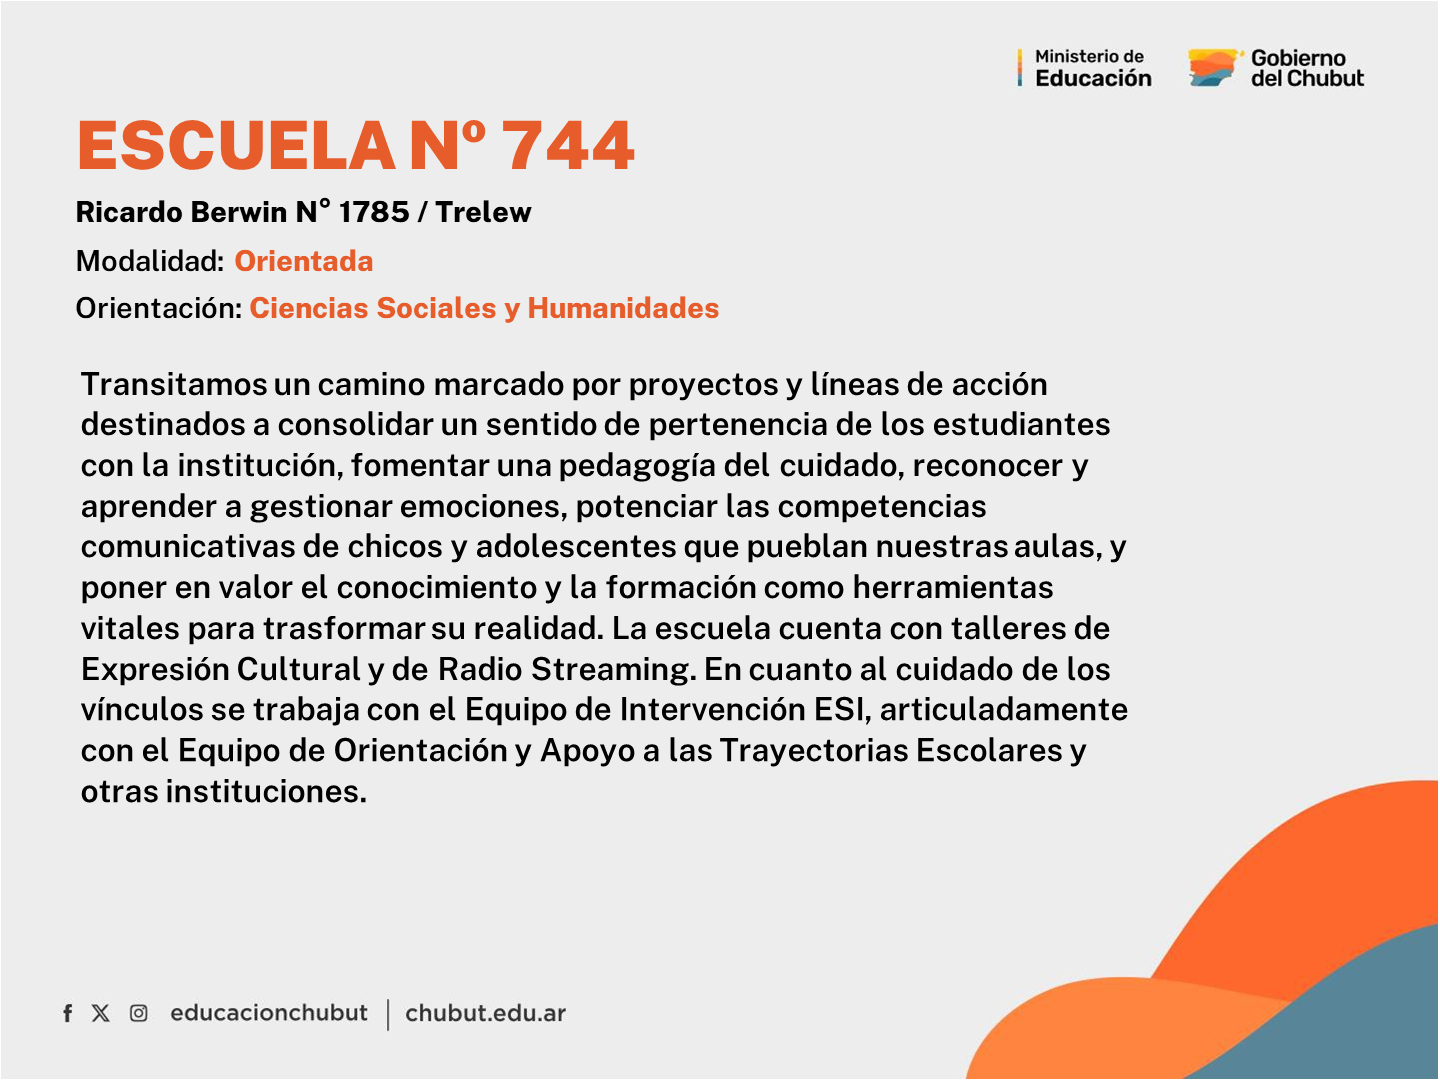 Ministerio de
Educación
Gobierno
del Chubut
ESCUELA Nº 744
Ricardo Berwin N° 1785 / Trelew
Modalidad: Orientada
Orientación: Ciencias Sociales y Humanidades
Transitamos un camino marcado por proyectos y líneas de acción
destinados a consolidar un sentido de pertenencia de los estudiantes
con la institución, fomentar una pedagogía del cuidado, reconocer y
aprender a gestionar emociones, potenciar las competencias
comunicativas de chicos y adolescentes que pueblan nuestras aulas, y
poner en valor el conocimiento y la formación como herramientas
vitales para trasformar su realidad. La escuela cuenta con talleres de
Expresión Cultural y de Radio Streaming. En cuanto al cuidado de los
vínculos se trabaja con el Equipo de Intervención ESI, articuladamente
con el Equipo de Orientación y Apoyo a las Trayectorias Escolares y
otras instituciones.
educacionchubut | chubut.edu.ar